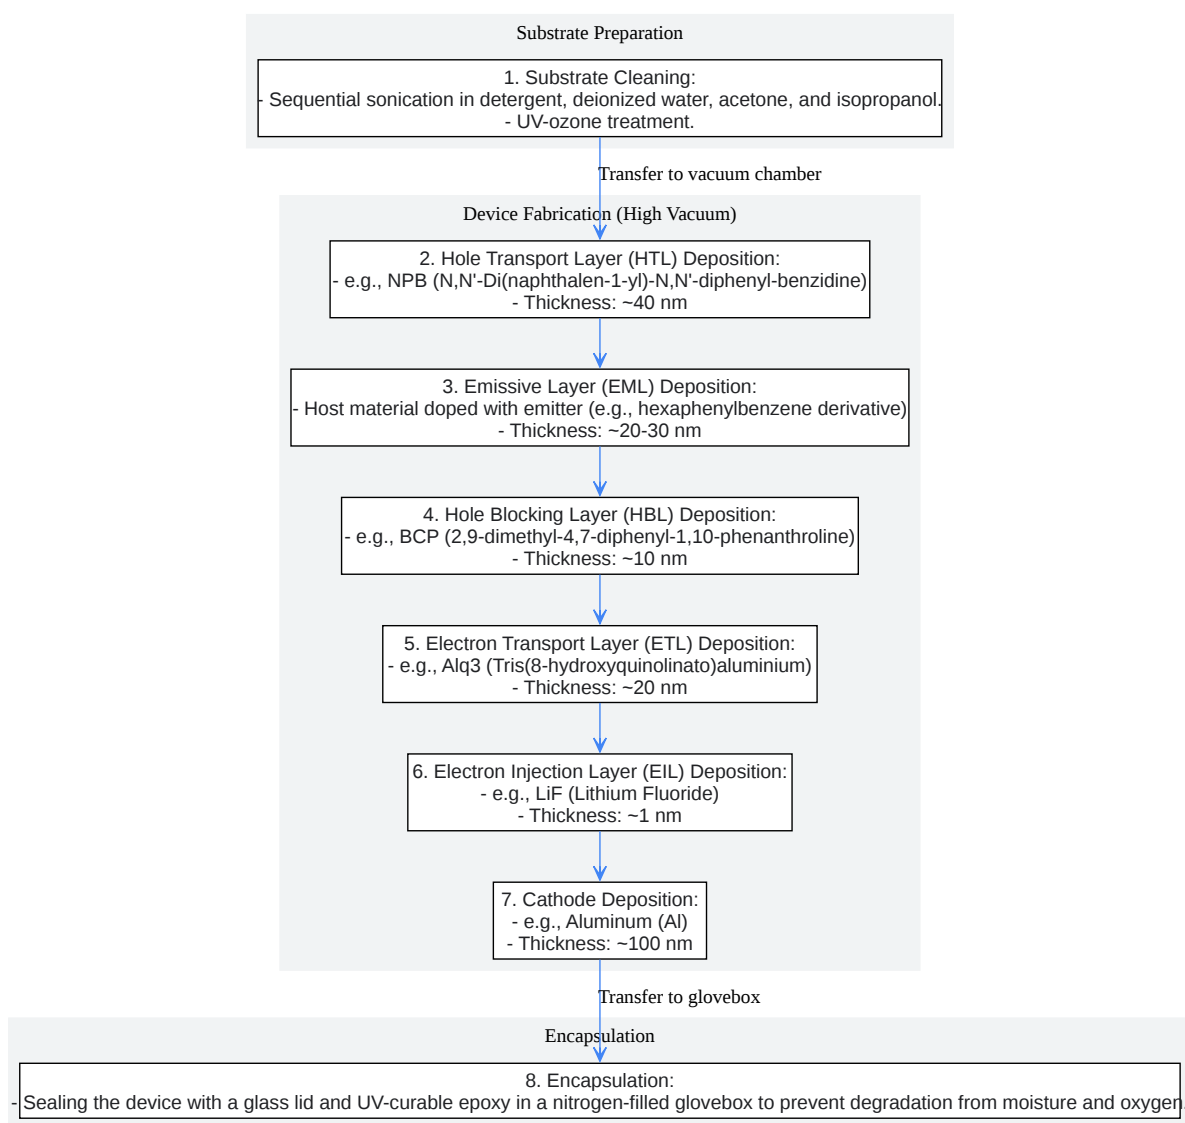 Substrate Preparation
1. Substrate Cleaning:
- Sequential sonication in detergent, deionized water, acetone, and isopropanol.
- UV-ozone treatment.
Transfer to vacuum chamber
Device Fabrication (High Vacuum)
2. Hole Transport Layer (HTL) Deposition:
- e.g., NPB (N,N'-Di(naphthalen-1-yl)-N,N'-diphenyl-benzidine)
- Thickness: ~40 nm
3. Emissive Layer (EML) Deposition:
- Host material doped with emitter (e.g., hexaphenylbenzene derivative)
- Thickness: ~20-30 nm
4. Hole Blocking Layer (HBL) Deposition:
- e.g., BCP (2,9-dimethyl-4,7-diphenyl-1,10-phenanthroline)
- Thickness: ~10 nm
5. Electron Transport Layer (ETL) Deposition:
- e.g., Alq3 (Tris(8-hydroxyquinolinato)aluminium)
- Thickness: ~20 nm
6. Electron Injection Layer (EIL) Deposition:
- e.g., LiF (Lithium Fluoride)
- Thickness: ~1 nm
7. Cathode Deposition:
- e.g., Aluminum (Al)
- Thickness: ~100 nm
Transfer to glovebox
Encapsulation
8. Encapsulation:
- Sealing the device with a glass lid and UV-curable epoxy in a nitrogen-filled glovebox to prevent degradation from moisture and oxygen.